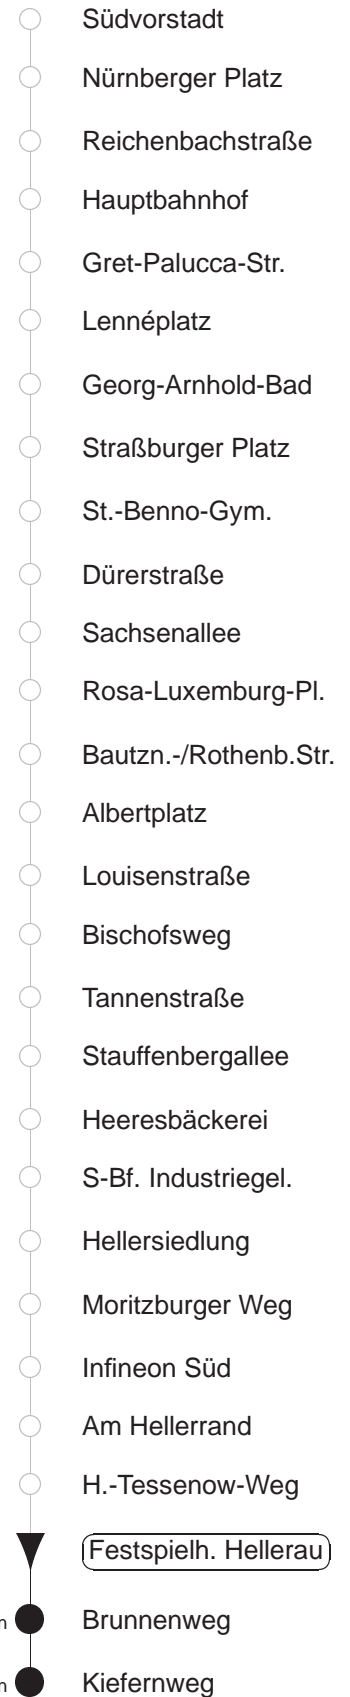 Südvorstadt
Nürnberger Platz
Reichenbachstraße
Hauptbahnhof
Gret-Palucca-Str.
Lennéplatz
Georg-Arnhold-Bad
Straßburger Platz
St.-Benno-Gym.
Dürerstraße
Sachsenallee
Rosa-Luxemburg-Pl.
Bautzn.-/Rothenb.Str.
Albertplatz
Louisenstraße
Bischofsweg
Tannenstraße
Stauffenbergallee
Heeresbäckerei
S-Bf. Industriegel.
Hellersiedlung
Moritzburger Weg
Infineon Süd
Am Hellerrand
H.-Tessenow-Weg
Festspielh. Hellerau
Brunnenweg
Kiefernweg